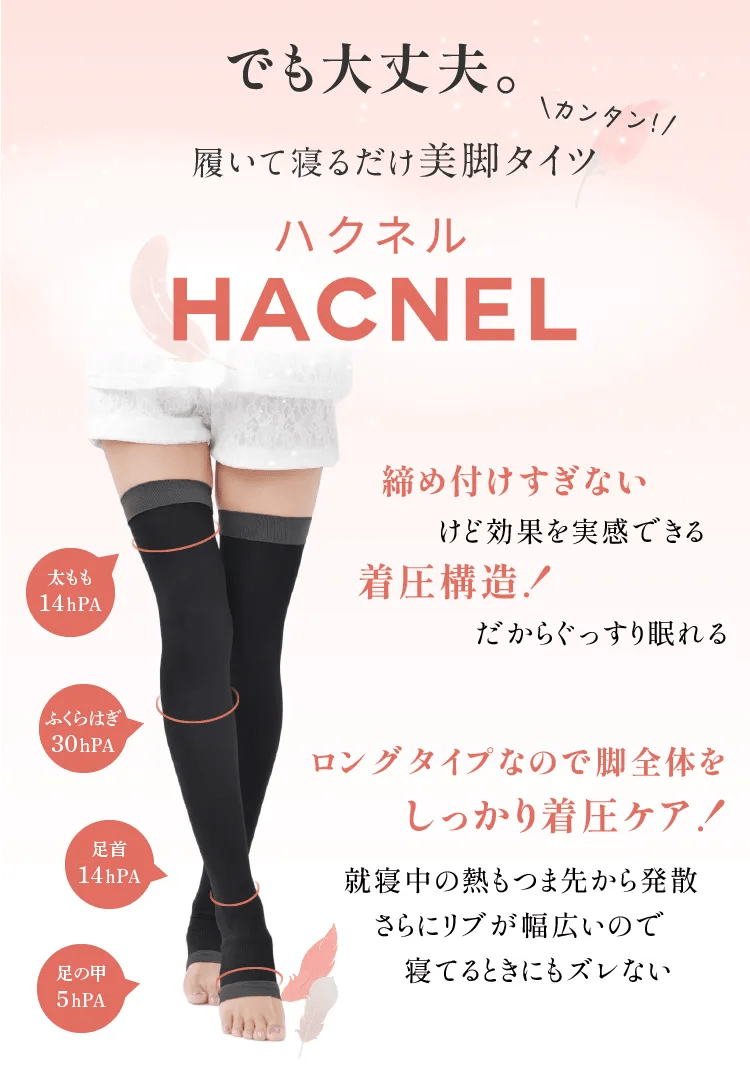 でも大丈夫。
\カンタン!/
履いて寝るだけ美脚タイツ
ハクネル
HACNEL
締め付けすぎない
けど効果を実感できる
着圧構造!
だからぐっすり眠れる
太もも
14hPA
ふくらはぎ
30hPA
足首
14hPA
足の甲
5hPA
ロングタイプなので脚全体を
しっかり着圧ケア!
就寝中の熱もつま先から発散
さらにリブが幅広いので
寝てるときにもズレない